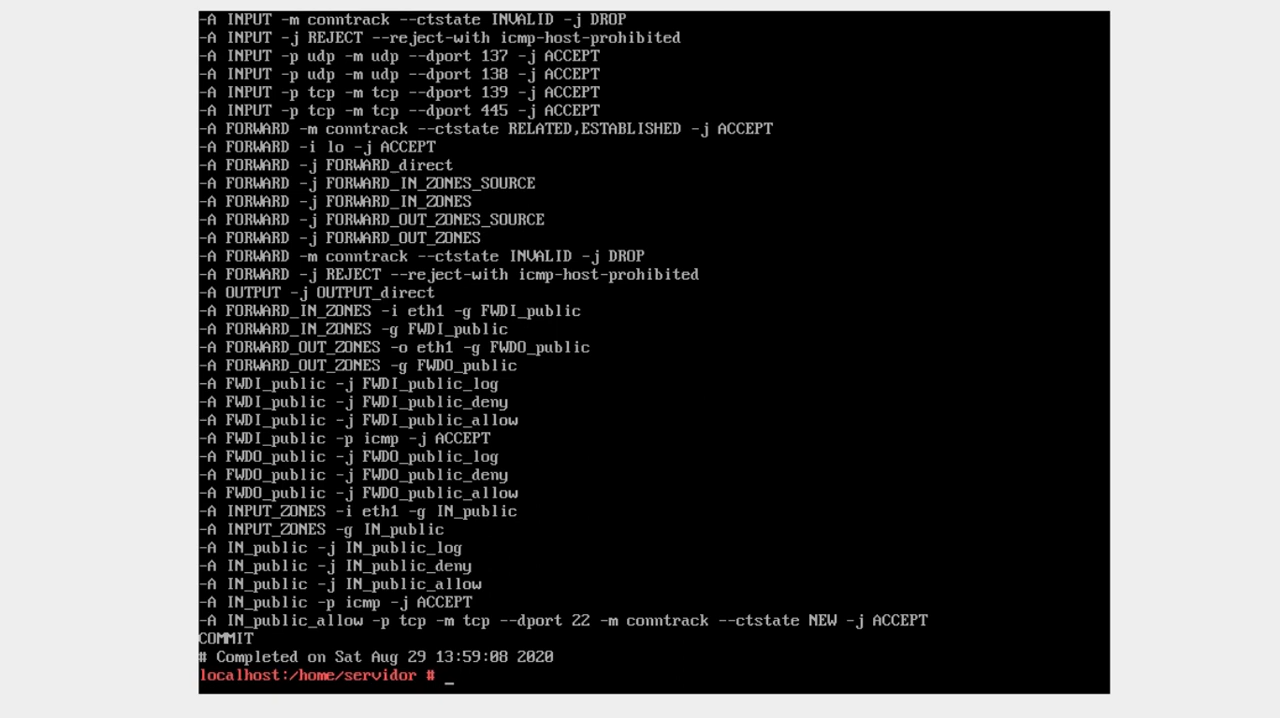 -A INPUT -m conntrack --ctstate INVALID -j DROP
-A INPUT -j REJECT --reject-with icmp-host-prohibited
-A INPUT -p udp -m udp --dport 137 -j ACCEPT
-A INPUT -p udp -m udp --dport 138 -j ACCEPT
-A INPUT -p tcp -m tcp --dport 139 -j ACCEPT
-A INPUT -p tcp -m tcp --dport 445 -j ACCEPT
-A FORWARD -m conntrack --ctstate RELATED,ESTABLISHED -j ACCEPT
-A FORWARD -i lo -j ACCEPT
-A FORWARD -j FORWARD_direct
-A FORWARD -j FORWARD_IN_ZONES_SOURCE
-A FORWARD -j FORWARD_IN_ZONES
-A FORWARD -j FORWARD_OUT_ZONES_SOURCE
-A FORWARD -j FORWARD_OUT_ZONES
-A FORWARD -m conntrack --ctstate INVALID -j DROP
-A FORWARD -j REJECT --reject-with icmp-host-prohibited
-A OUTPUT -j OUTPUT_direct
-A FORWARD_IN_ZONES -i eth1 -g FWDI_public
-A FORWARD_IN_ZONES -g FWDI_public
-A FORWARD_OUT_ZONES -o eth1 -g FWDO_public
-A FORWARD_OUT_ZONES -g FWDO_public
-A FWDI_public -j FWDI_public_log
-A FWDI_public -j FWDI_public_deny
-A FWDI_public -j FWDI_public_allow
-A FWDI_public -p icmp -j ACCEPT
-A FWDO_public -j FWDO_public_log
-A FWDO_public -j FWDO_public_deny
-A FWDO_public -j FWDO_public_allow
-A INPUT_ZONES -i eth1 -g IN_public
-A INPUT_ZONES -g IN_public
-A IN_public -j IN_public_log
-A IN_public -j IN_public_deny
-A IN_public -j IN_public_allow
-A IN_public -p icmp -j ACCEPT
-A IN_public_allow -p tcp -m tcp --dport 22 -m conntrack --ctstate NEW -j ACCEPT
COMMIT
# Completed on Sat Aug 29 13:59:08 2020
localhost:/home/servidor # _